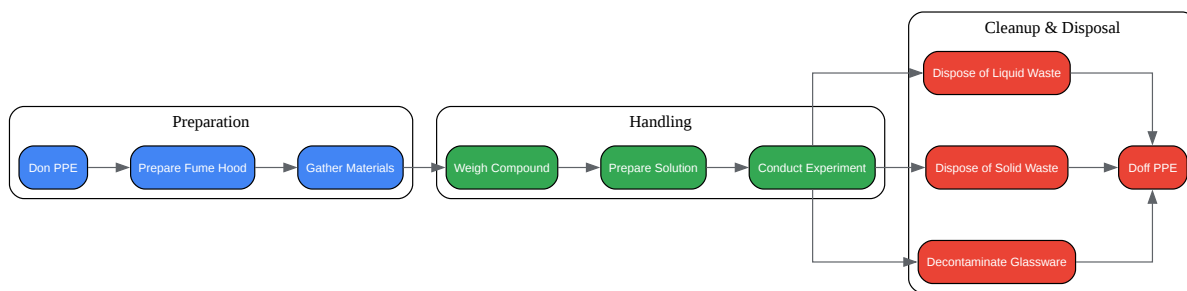 Preparation
Don PPE
Prepare Fume Hood
Gather Materials
Handling
Weigh Compound
Prepare Solution
Conduct Experiment
Cleanup & Disposal
Dispose of Liquid Waste
Dispose of Solid Waste
Decontaminate Glassware
Doff PPE